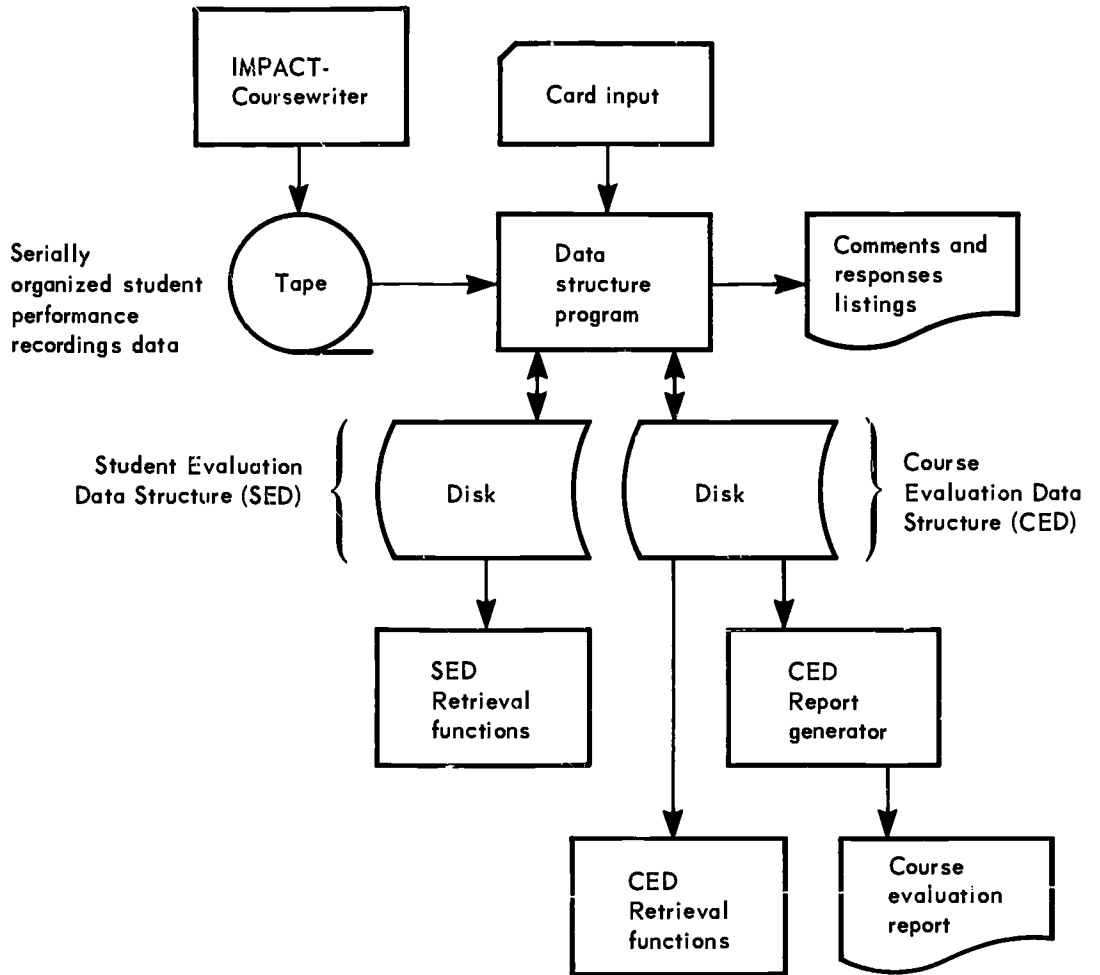 IMPACT-
Coursewriter
Card input
Serially
organized student
performance
recordings data
Tape
Data
structure
program
Comments and
responses
listings
Student Evaluation
Data Structure (SED)
Disk
Disk
Course
Evaluation Data
Structure (CED)
SED
Retrieval
functions
CED
Report
generator
CED
Retrieval
functions
Course
evaluation
report